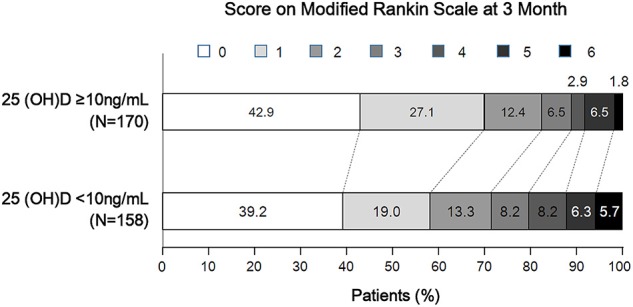 Score on Modified Rankin Scale at 3 Month
0 1 2 3 4 5 6
2.9 1.8
25 (OH)D ≥10ng/mL
(N=170)
42.9 27.1 12.4 6.5 6.5
25 (OH)D <10ng/mL
(N=158)
39.2 19.0 13.3 8.2 8.2 6.3 5.7
0 10 20 30 40 50 60 70 80 90 100
Patients (%)